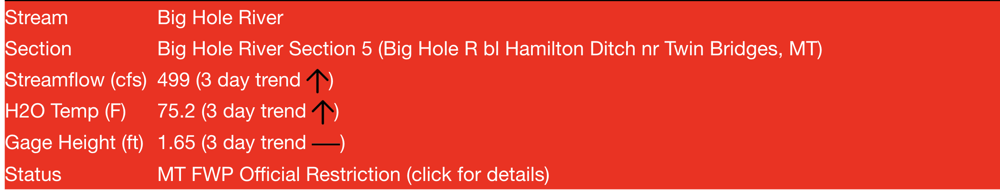 Stream Big Hole River
Section Big Hole River Section 5 (Big Hole R bl Hamilton Ditch nr Twin Bridges, MT)
Streamflow (cfs) 499 (3 day trend ↑)
H2O Temp (F) 75.2 (3 day trend ↑)
Gage Height (ft) 1.65 (3 day trend —)
Status MT FWP Official Restriction (click for details)